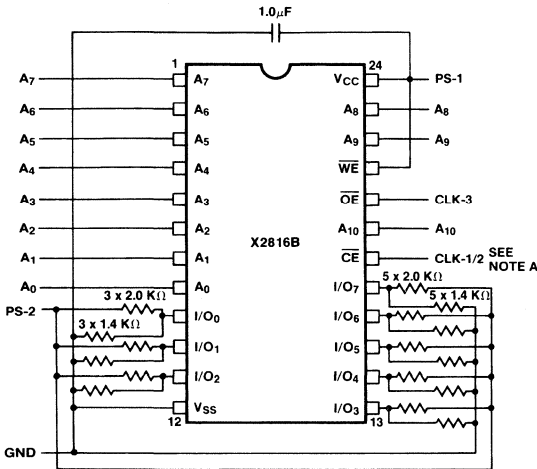 1.0μF
1 24
A7 A7 VCC PS-1
A6 A6 A8 A8
A5 A5 A9 A9
A4 A4 WE
A3 A3 OE CLK-3
A2 A2 X2816B A10 A10
A1 A1 CE CLK-1/2 SEE NOTE A
A0 A0 I/O7 5 x 2.0 KΩ
PS-2 3 x 2.0 KΩ I/O0 I/O6 5 x 1.4 KΩ
3 x 1.4 KΩ I/O1 I/O5
I/O2 I/O4
VSS I/O3
12 13
GND